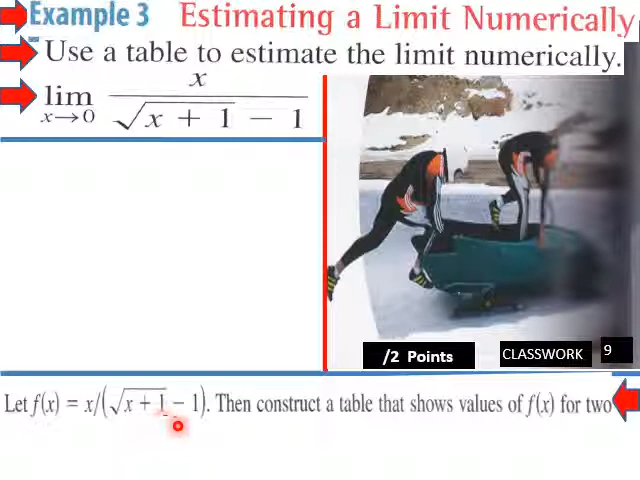 Example 3 Estimating a Limit Numerically
Use a table to estimate the limit numerically.
lim x→0 x / √x + 1 − 1
/2 Points
CLASSWORK
9
Let f(x) = x/(√x + 1 − 1). Then construct a table that shows values of f(x) for two